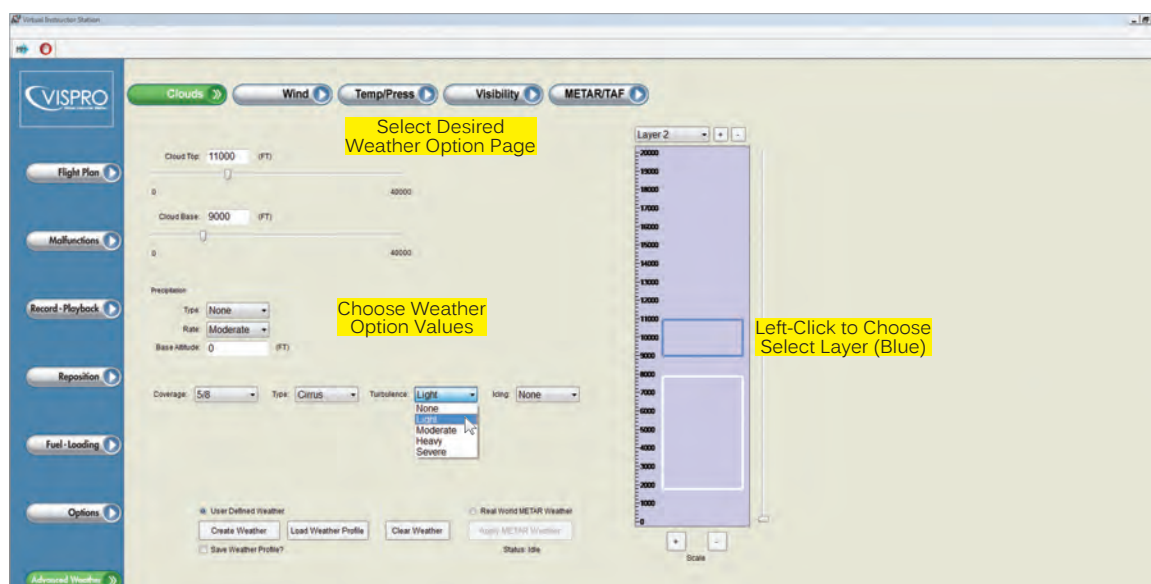 Virtual Instructor Station
VISPRO
Clouds
Wind
Temp/Press
Visibility
METAR/TAF
Select Desired
Weather Option Page
Flight Plan
Malfunctions
Record - Playback
Reposition
Fuel - Loading
Options
Advanced Weather
Cloud Top: 11000 (FT)
0 40000
Cloud Base: 9000 (FT)
0 40000
Precipitation
Type: None
Rate: Moderate
Base Altitude: 0 (FT)
Choose Weather
Option Values
Coverage: 5/8 Type: Cirrus Turbulence: Light Icing: None
None
Light
Moderate
Heavy
Severe
User Defined Weather
Real World METAR Weather
Create Weather Load Weather Profile Clear Weather Apply METAR Weather
Save Weather Profile? Status: Idle
Layer 2 + -
20000
19000
18000
17000
16000
15000
14000
13000
12000
11000
10000
9000
8000
7000
6000
5000
4000
3000
2000
1000
0
+ -
Scale
Left-Click to Choose
Select Layer (Blue)